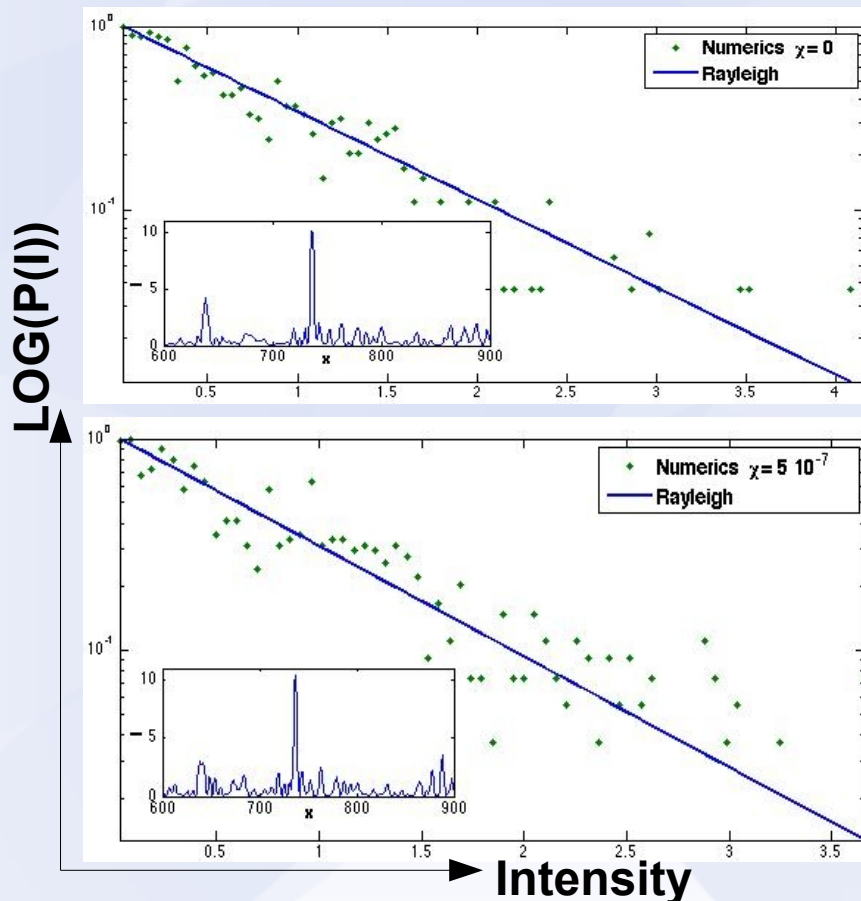 LOG(P(I))
10^0
10^-1
Numerics χ= 0
Rayleigh
10
5
0
I
600 700 800 900
x
0.5 1 1.5 2 2.5 3 3.5 4
10^0
10^-1
Numerics χ= 5 10^-7
Rayleigh
10
5
0
I
600 700 800 900
x
0.5 1 1.5 2 2.5 3 3.5
Intensity